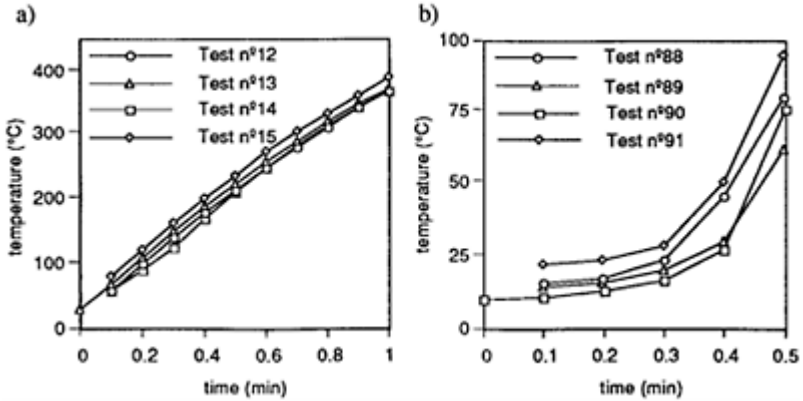 a)
Test nº12
Test nº13
Test nº14
Test nº15
temperature (°C)
400
300
200
100
0
0 0.2 0.4 0.6 0.8 1
time (min)
b)
Test nº88
Test nº89
Test nº90
Test nº91
temperature (°C)
100
75
50
25
0
0 0.1 0.2 0.3 0.4 0.5
time (min)